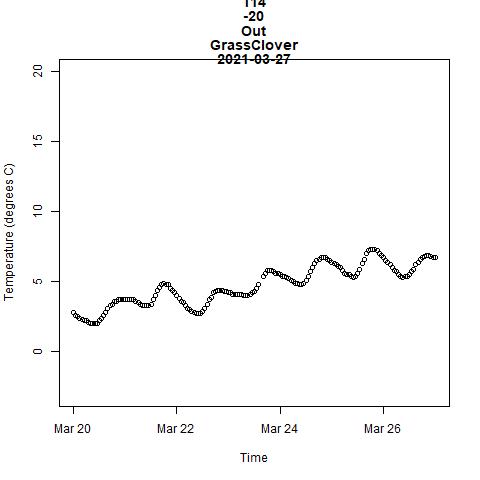 T14
-20
Out
GrassClover
2021-03-27
Temperature (degrees C)
20
15
10
5
0
Mar 20
Mar 22
Mar 24
Mar 26
Time